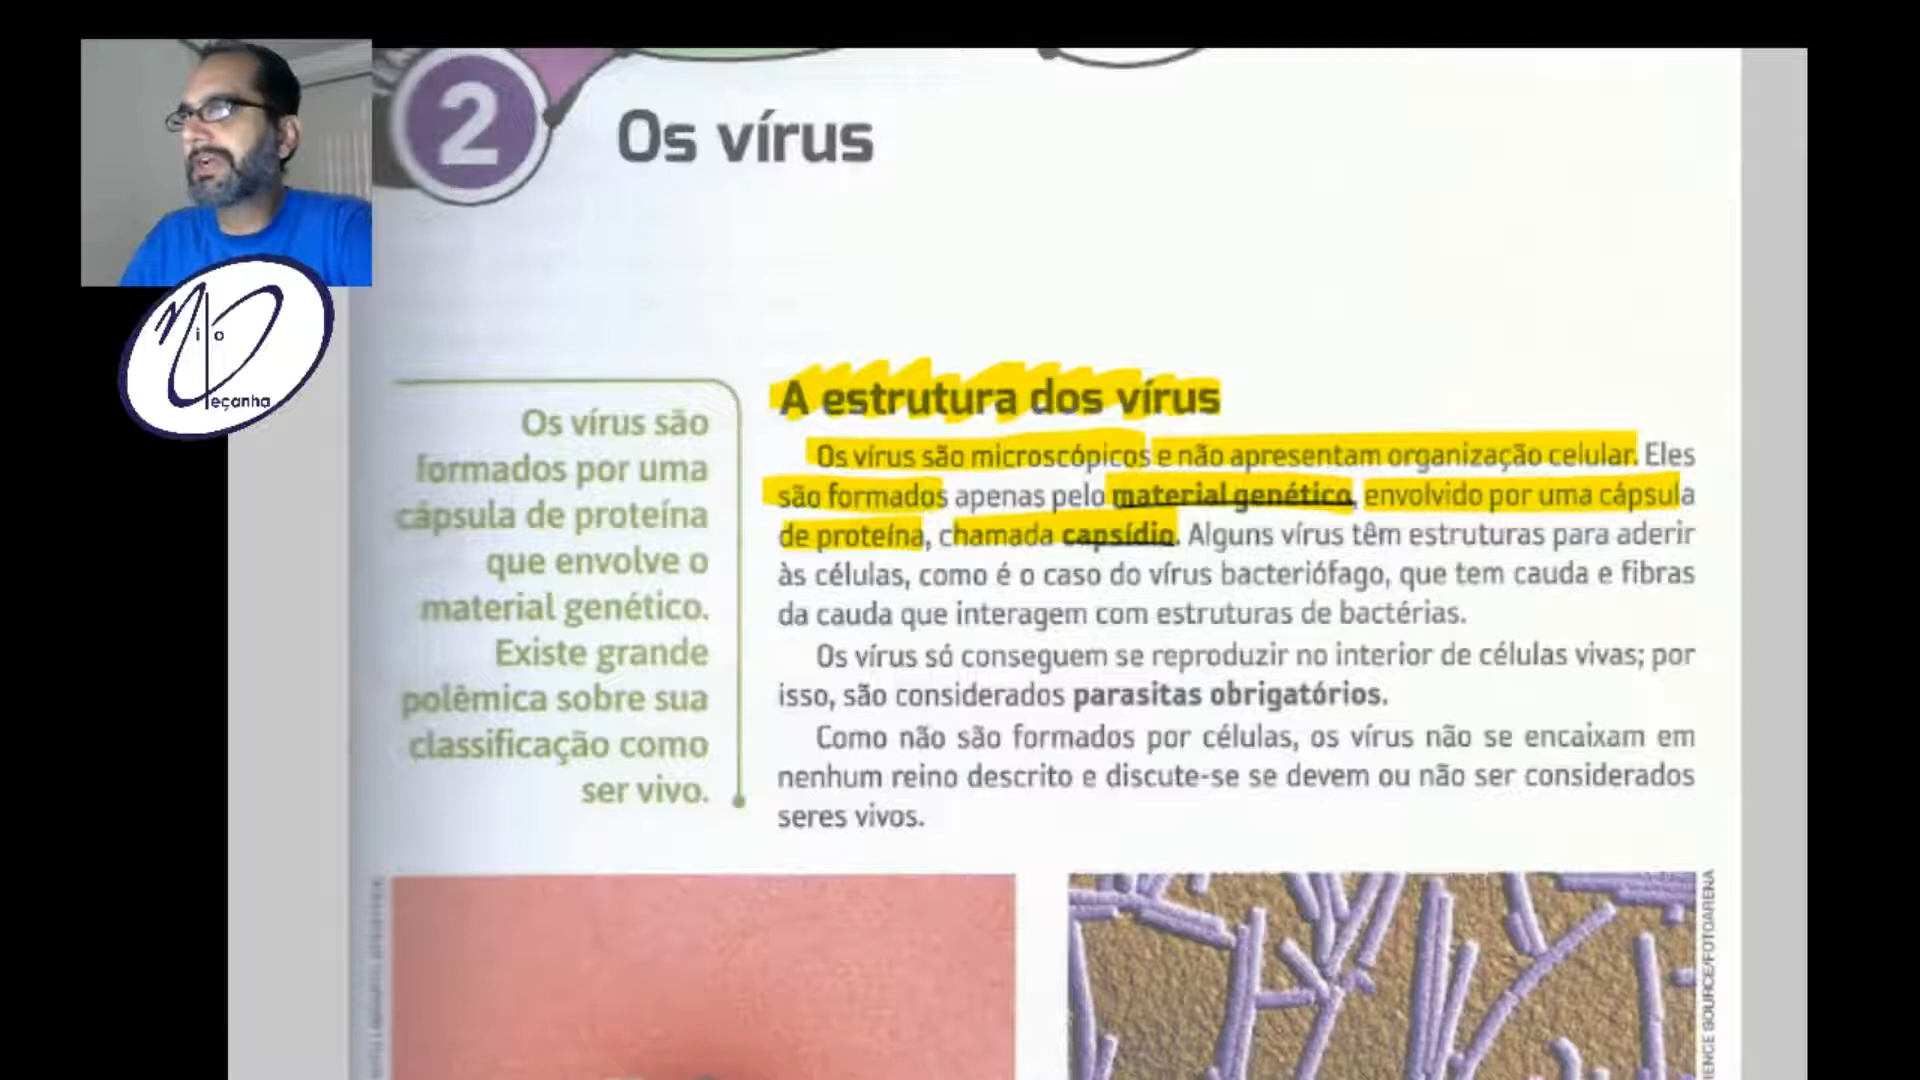 2
Os vírus
Nilo
Peçanha
Os vírus são
formados por uma
cápsula de proteína
que envolve o
material genético.
Existe grande
polêmica sobre sua
classificação como
ser vivo.
A estrutura dos vírus
Os vírus são microscópicos e não apresentam organização celular. Eles
são formados apenas pelo material genético, envolvido por uma cápsula
de proteína, chamada capsídio. Alguns vírus têm estruturas para aderir
às células, como é o caso do vírus bacteriófago, que tem cauda e fibras
da cauda que interagem com estruturas de bactérias.
Os vírus só conseguem se reproduzir no interior de células vivas; por
isso, são considerados parasitas obrigatórios.
Como não são formados por células, os vírus não se encaixam em
nenhum reino descrito e discute-se se devem ou não ser considerados
seres vivos.
SOURCE/FOTOARENA